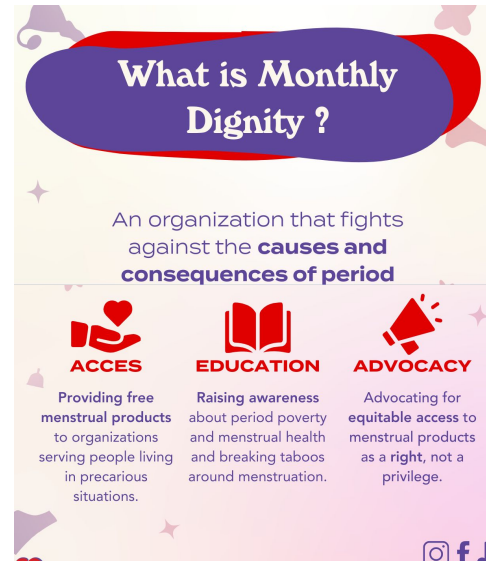 What is Monthly
Dignity ?
An organization that fights
against the causes and
consequences of period
ACCES
Providing free
menstrual products
to organizations
serving people living
in precarious
situations.
EDUCATION
Raising awareness
about period poverty
and menstrual health
and breaking taboos
around menstruation.
ADVOCACY
Advocating for
equitable access to
menstrual products
as a right, not a
privilege.